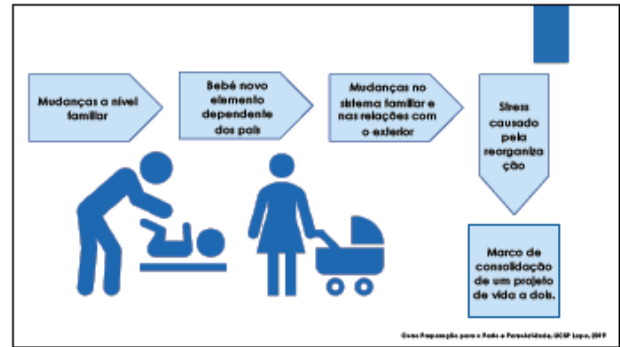 Mudanças a nível
familiar
Bebé novo
elemento
dependente
dos pais
Mudanças no
sistema familiar e
nas relações com
o exterior
Stress
causado
pela
reorganiza
ção
Marco de
consolidação
de um projeto
de vida a dois.
Curso Preparação para o Parto e Parentalidade, UCSP Lapa, 2019